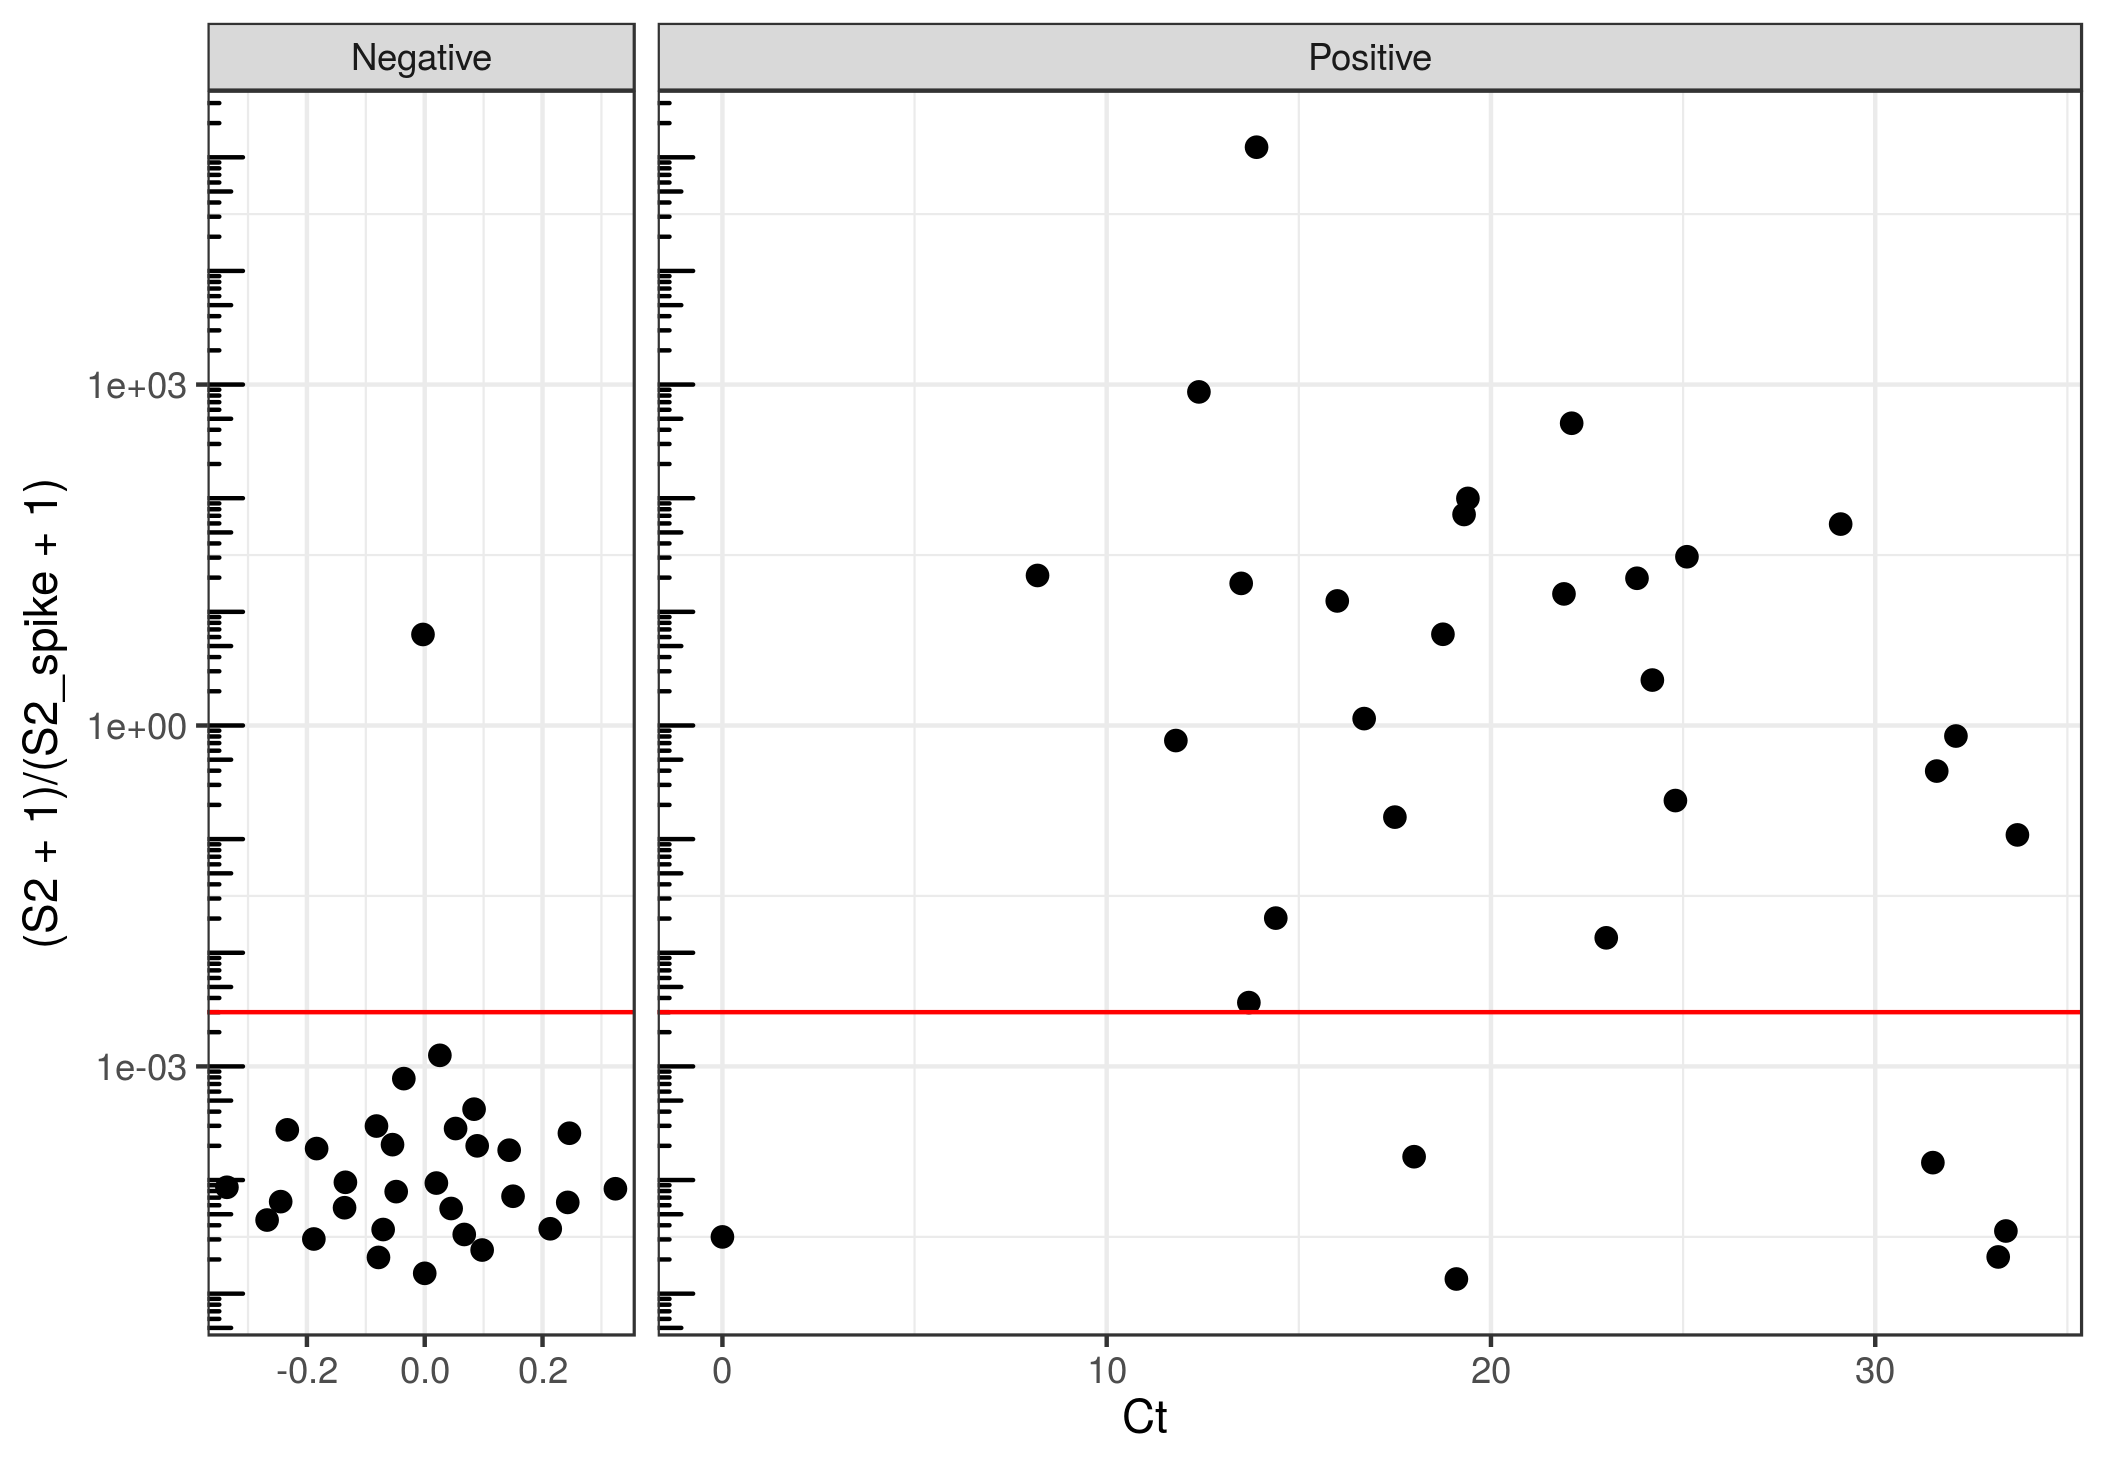 Negative
Positive
(S2 + 1)/(S2_spike + 1)
1e+03
1e+00
1e-03
-0.2 0.0 0.2
0 10 20 30
Ct